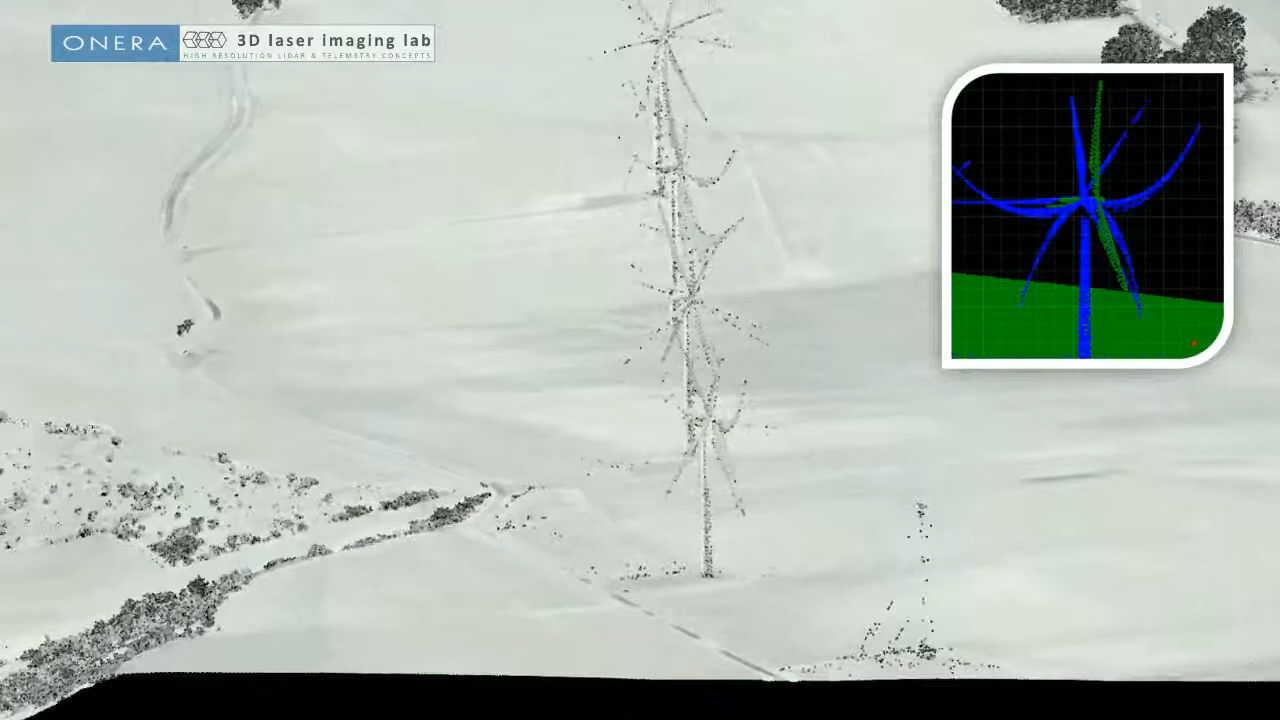 ONERA
3D laser imaging lab
HIGH RESOLUTION LIDAR & TELEMETRY CONCEPTS